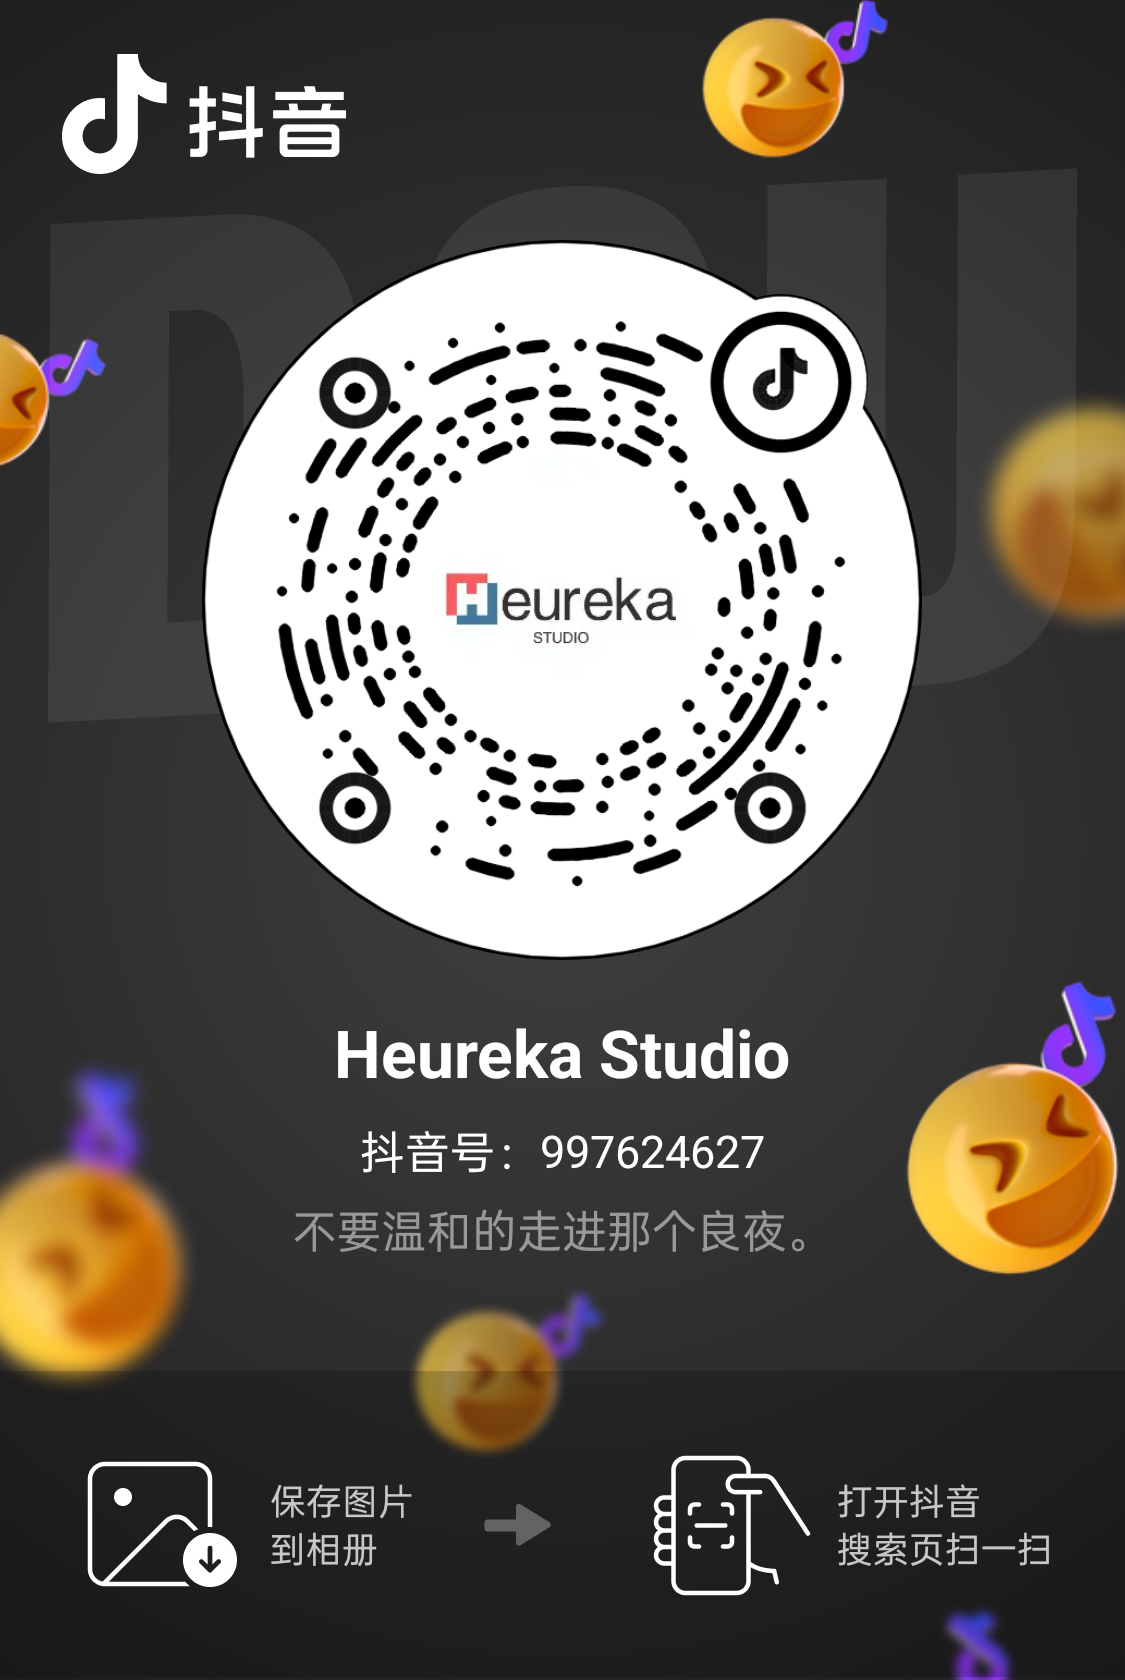 抖音
DOU
Heureka
STUDIO
Heureka Studio
抖音号：997624627
不要温和的走进那个良夜。
保存图片
到相册
打开抖音
搜索页扫一扫